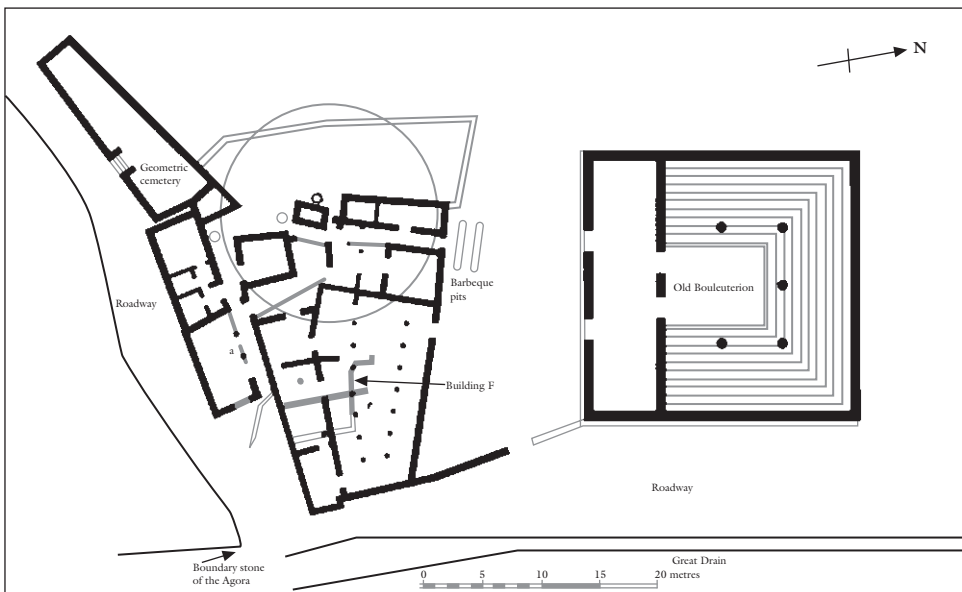 N
Geometric
cemetery
Old Bouleuterion
Barbeque
pits
Roadway
a
Building F
Roadway
Boundary stone
of the Agora
Great Drain
0 5 10 15 20 metres